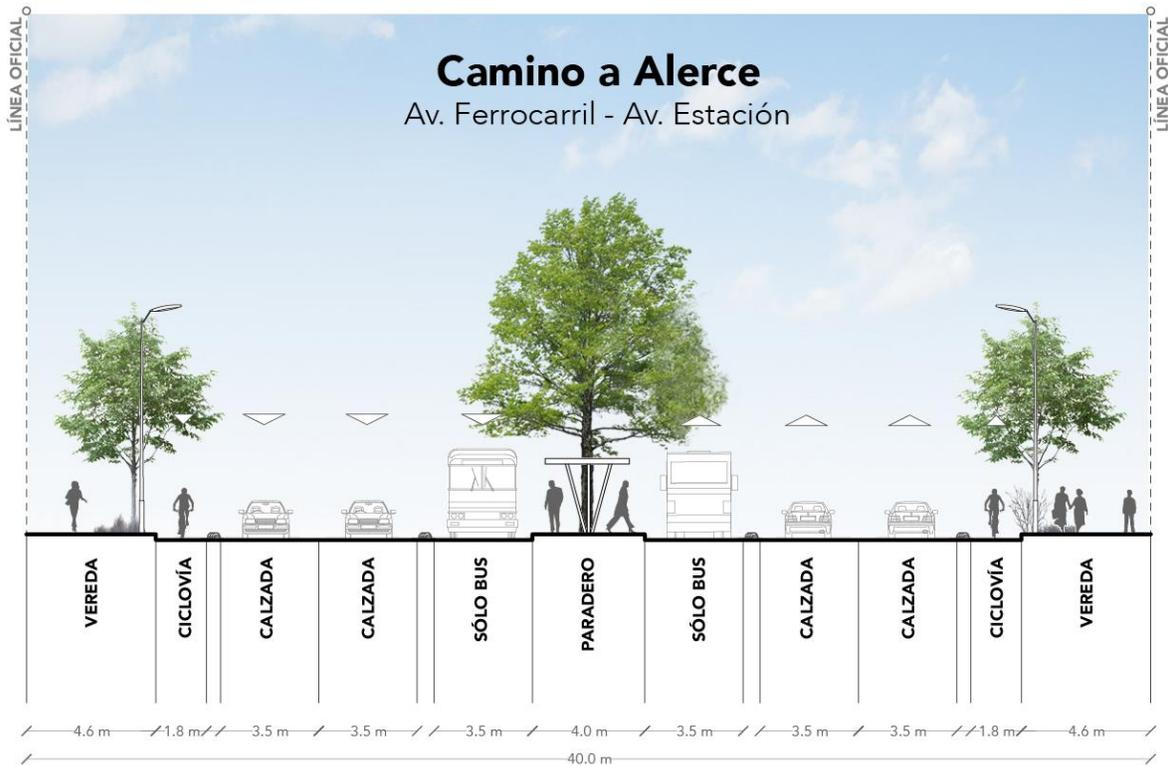 Camino a Alerce
Av. Ferrocarril - Av. Estación
LÍNEA OFICIAL
LÍNEA OFICIAL
VEREDA
CICLOVÍA
CALZADA
CALZADA
SÓLO BUS
PARADERO
SÓLO BUS
CALZADA
CALZADA
CICLOVÍA
VEREDA
4.6 m
1.8 m
3.5 m
3.5 m
3.5 m
4.0 m
3.5 m
3.5 m
3.5 m
1.8 m
4.6 m
40.0 m